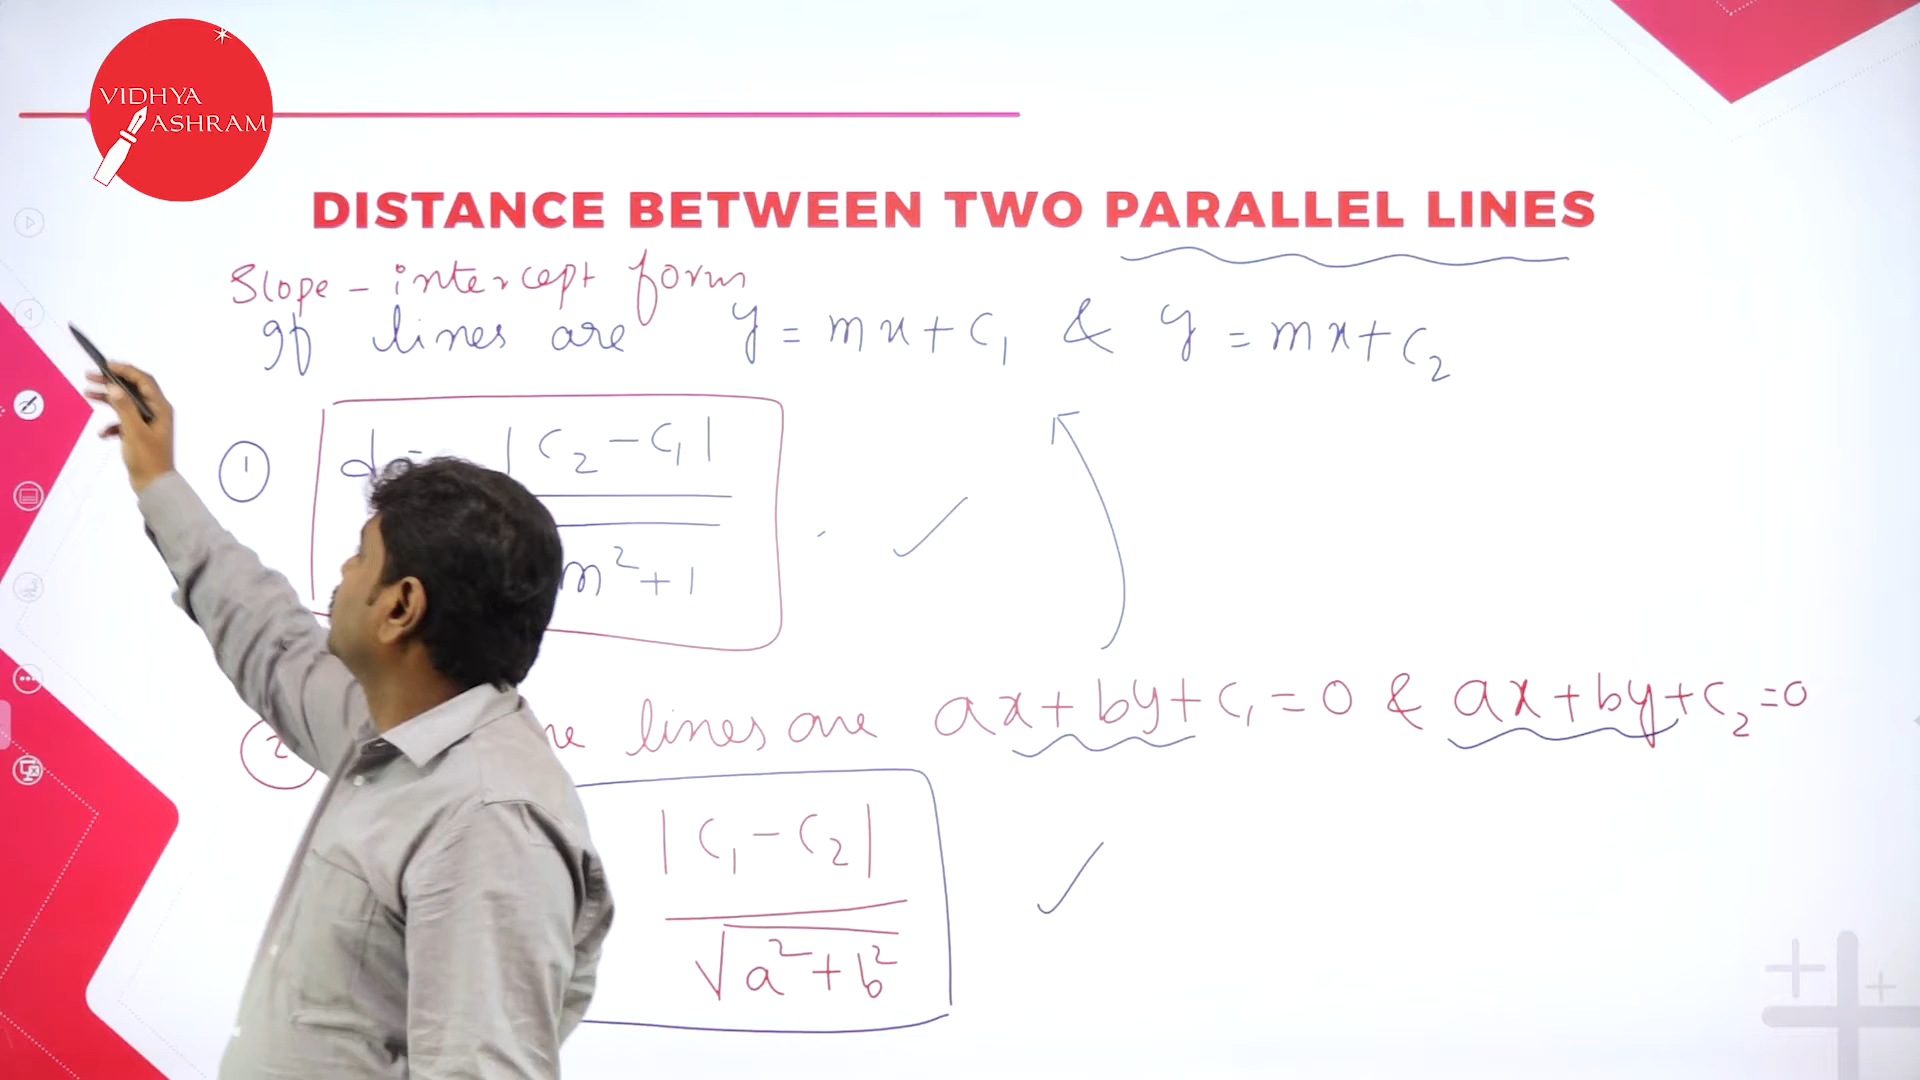 VIDHYA
ASHRAM
DISTANCE BETWEEN TWO PARALLEL LINES
Slope - intercept form
If lines are y = mx + c₁ & y = mx + c₂
① d = |c₂ - c₁|
m² + 1
② lines are ax + by + c₁ = 0 & ax + by + c₂ = 0
|c₁ - c₂|
√a² + b²